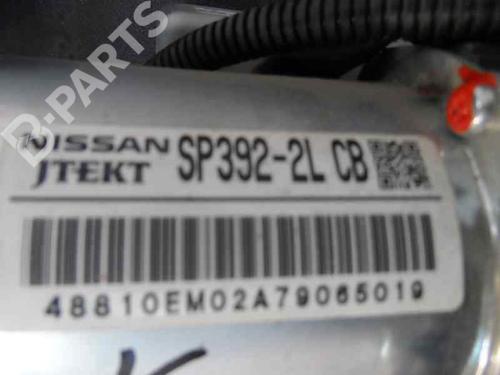 B-PARTS
NISSAN
JTEKT SP392-2L CB
48810EM02A79065019